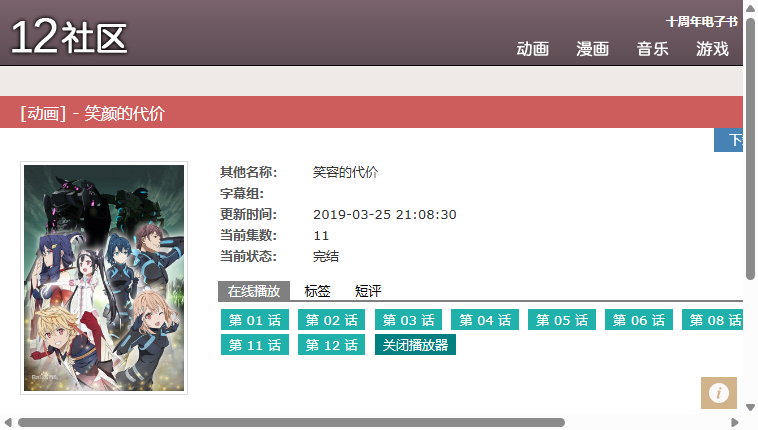 12社区
十周年电子书
动画 漫画 音乐 游戏
[动画] - 笑颜的代价
其他名称： 笑容的代价
字幕组：
更新时间： 2019-03-25 21:08:30
当前集数： 11
当前状态： 完结
在线播放 标签 短评
第 01 话 第 02 话 第 03 话 第 04 话 第 05 话 第 06 话 第 08 话
第 11 话 第 12 话 关闭播放器